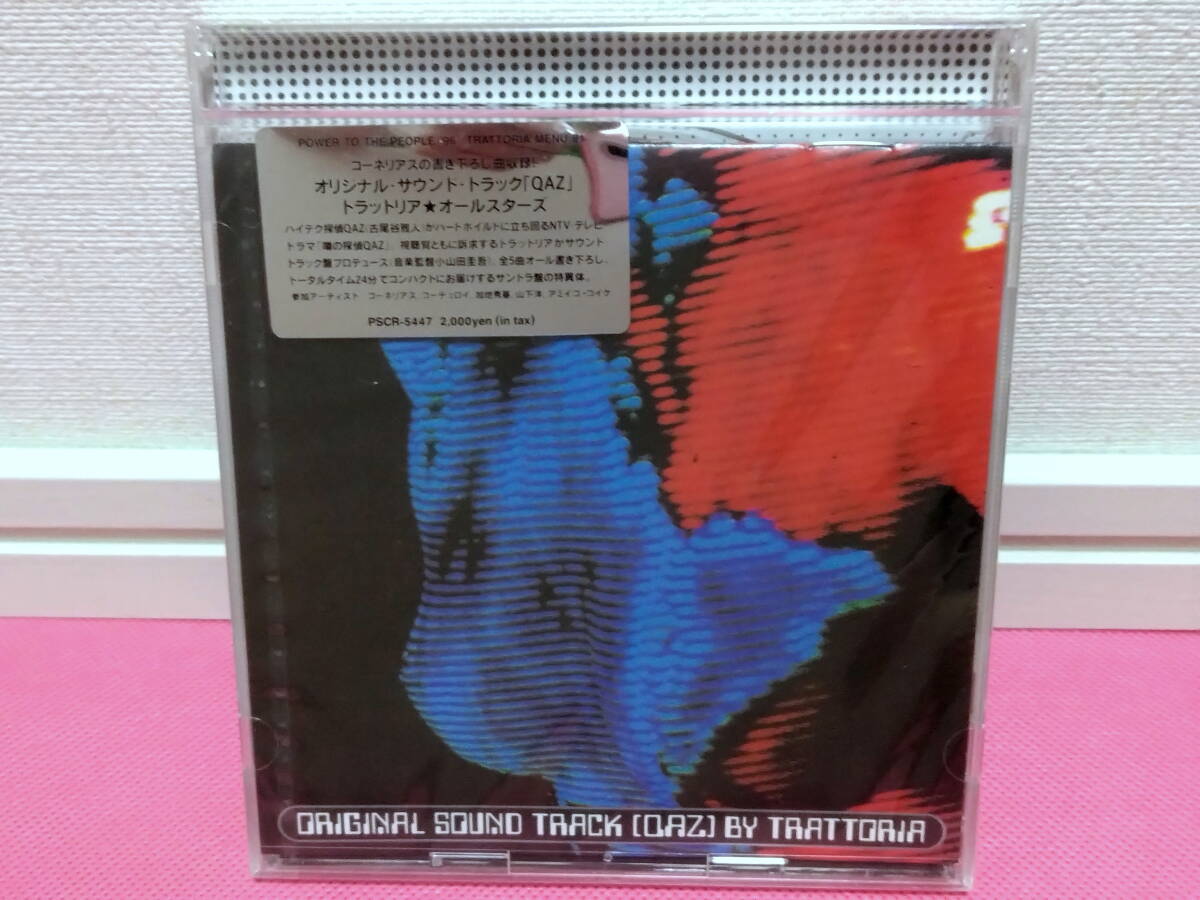 POWER TO THE PEOPLE '96 TRATTORIA MENU
コーネリアスの書き下ろし曲収録!
オリジナル・サウンド・トラック「QAZ」
トラットリア★オールスターズ
ハイテク探偵QAZ(古尾谷雅人)がハードボイルドに立ち回るNTVテレビ
ドラマ「噂の探偵QAZ」。視聴覚ともに訴求するトラットリアがサウンド
トラック盤プロデュース(音楽監督小山田圭吾)。全5曲オール書き下ろし、
トータルタイム24分でコンパクトにお届けするサントラ盤の特異体。
参加アーティスト コーネリアス、コーデュロイ、加地秀基、山下洋、アミイコ・コイケ
PSCR-5447 2,000yen (in tax)
ORIGINAL SOUND TRACK [QAZ] BY TRATTORIA